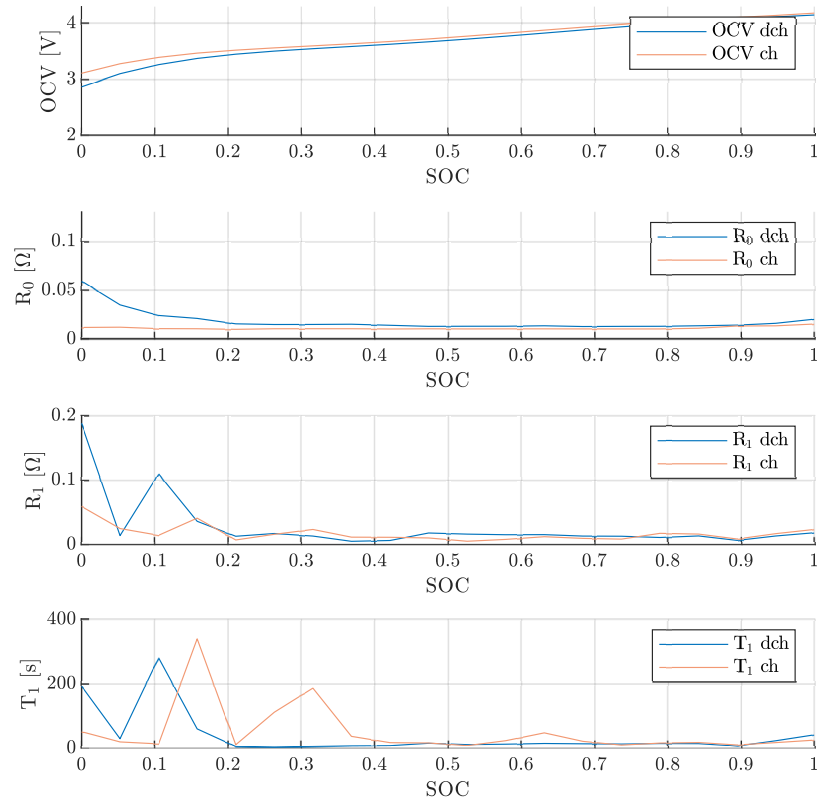 4
3
2
OCV [V]
OCV dch
OCV ch
0 0.1 0.2 0.3 0.4 0.5 0.6 0.7 0.8 0.9 1
SOC
0.1
0.05
0
R₀ [Ω]
R₀ dch
R₀ ch
0 0.1 0.2 0.3 0.4 0.5 0.6 0.7 0.8 0.9 1
SOC
0.2
0.1
0
R₁ [Ω]
R₁ dch
R₁ ch
0 0.1 0.2 0.3 0.4 0.5 0.6 0.7 0.8 0.9 1
SOC
400
200
0
T₁ [s]
T₁ dch
T₁ ch
0 0.1 0.2 0.3 0.4 0.5 0.6 0.7 0.8 0.9 1
SOC